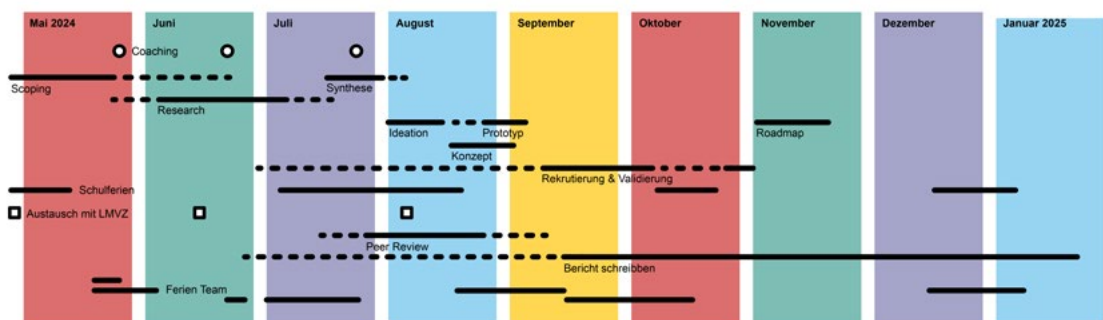 Mai 2024
Juni
Juli
August
September
Oktober
November
Dezember
Januar 2025
Coaching
Scoping
Synthese
Research
Ideation
Prototyp
Roadmap
Konzept
Rekrutierung & Validierung
Schulferien
Austausch mit LMVZ
Peer Review
Bericht schreibben
Ferien Team